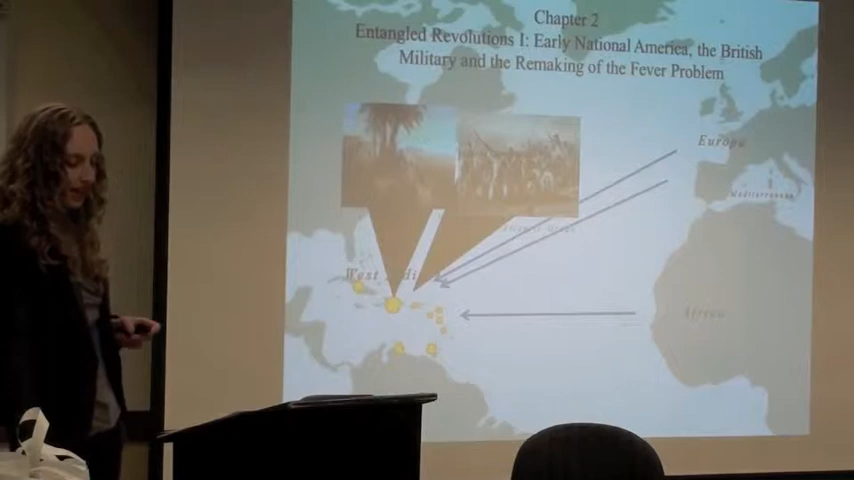 Chapter 2
Entangled Revolutions I: Early National America, the British
Military and the Remaking of the Fever Problem
Europe
Mediterranean
West
Africa